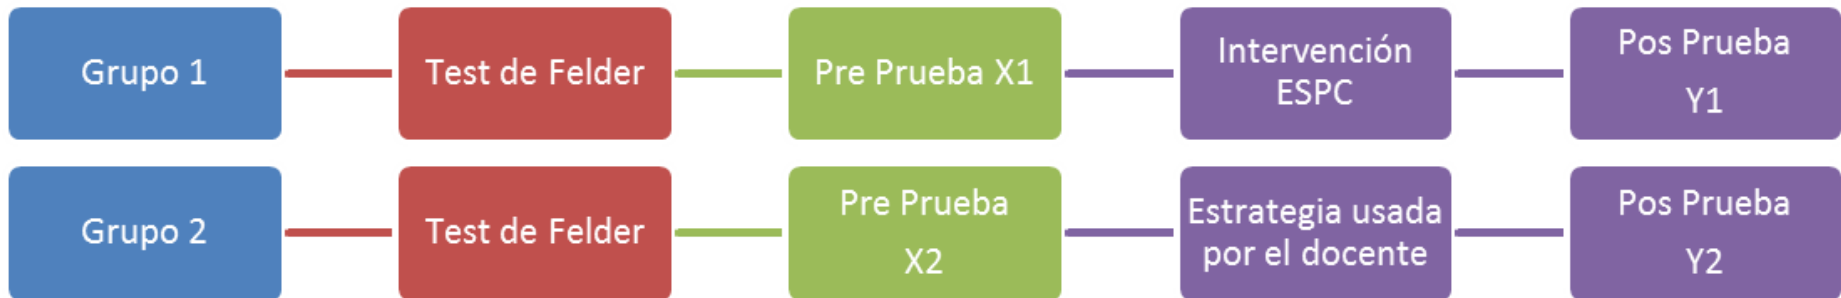 Grupo 1
Test de Felder
Pre Prueba X1
Intervención
ESPC
Pos Prueba
Y1
Grupo 2
Test de Felder
Pre Prueba
X2
Estrategia usada
por el docente
Pos Prueba
Y2